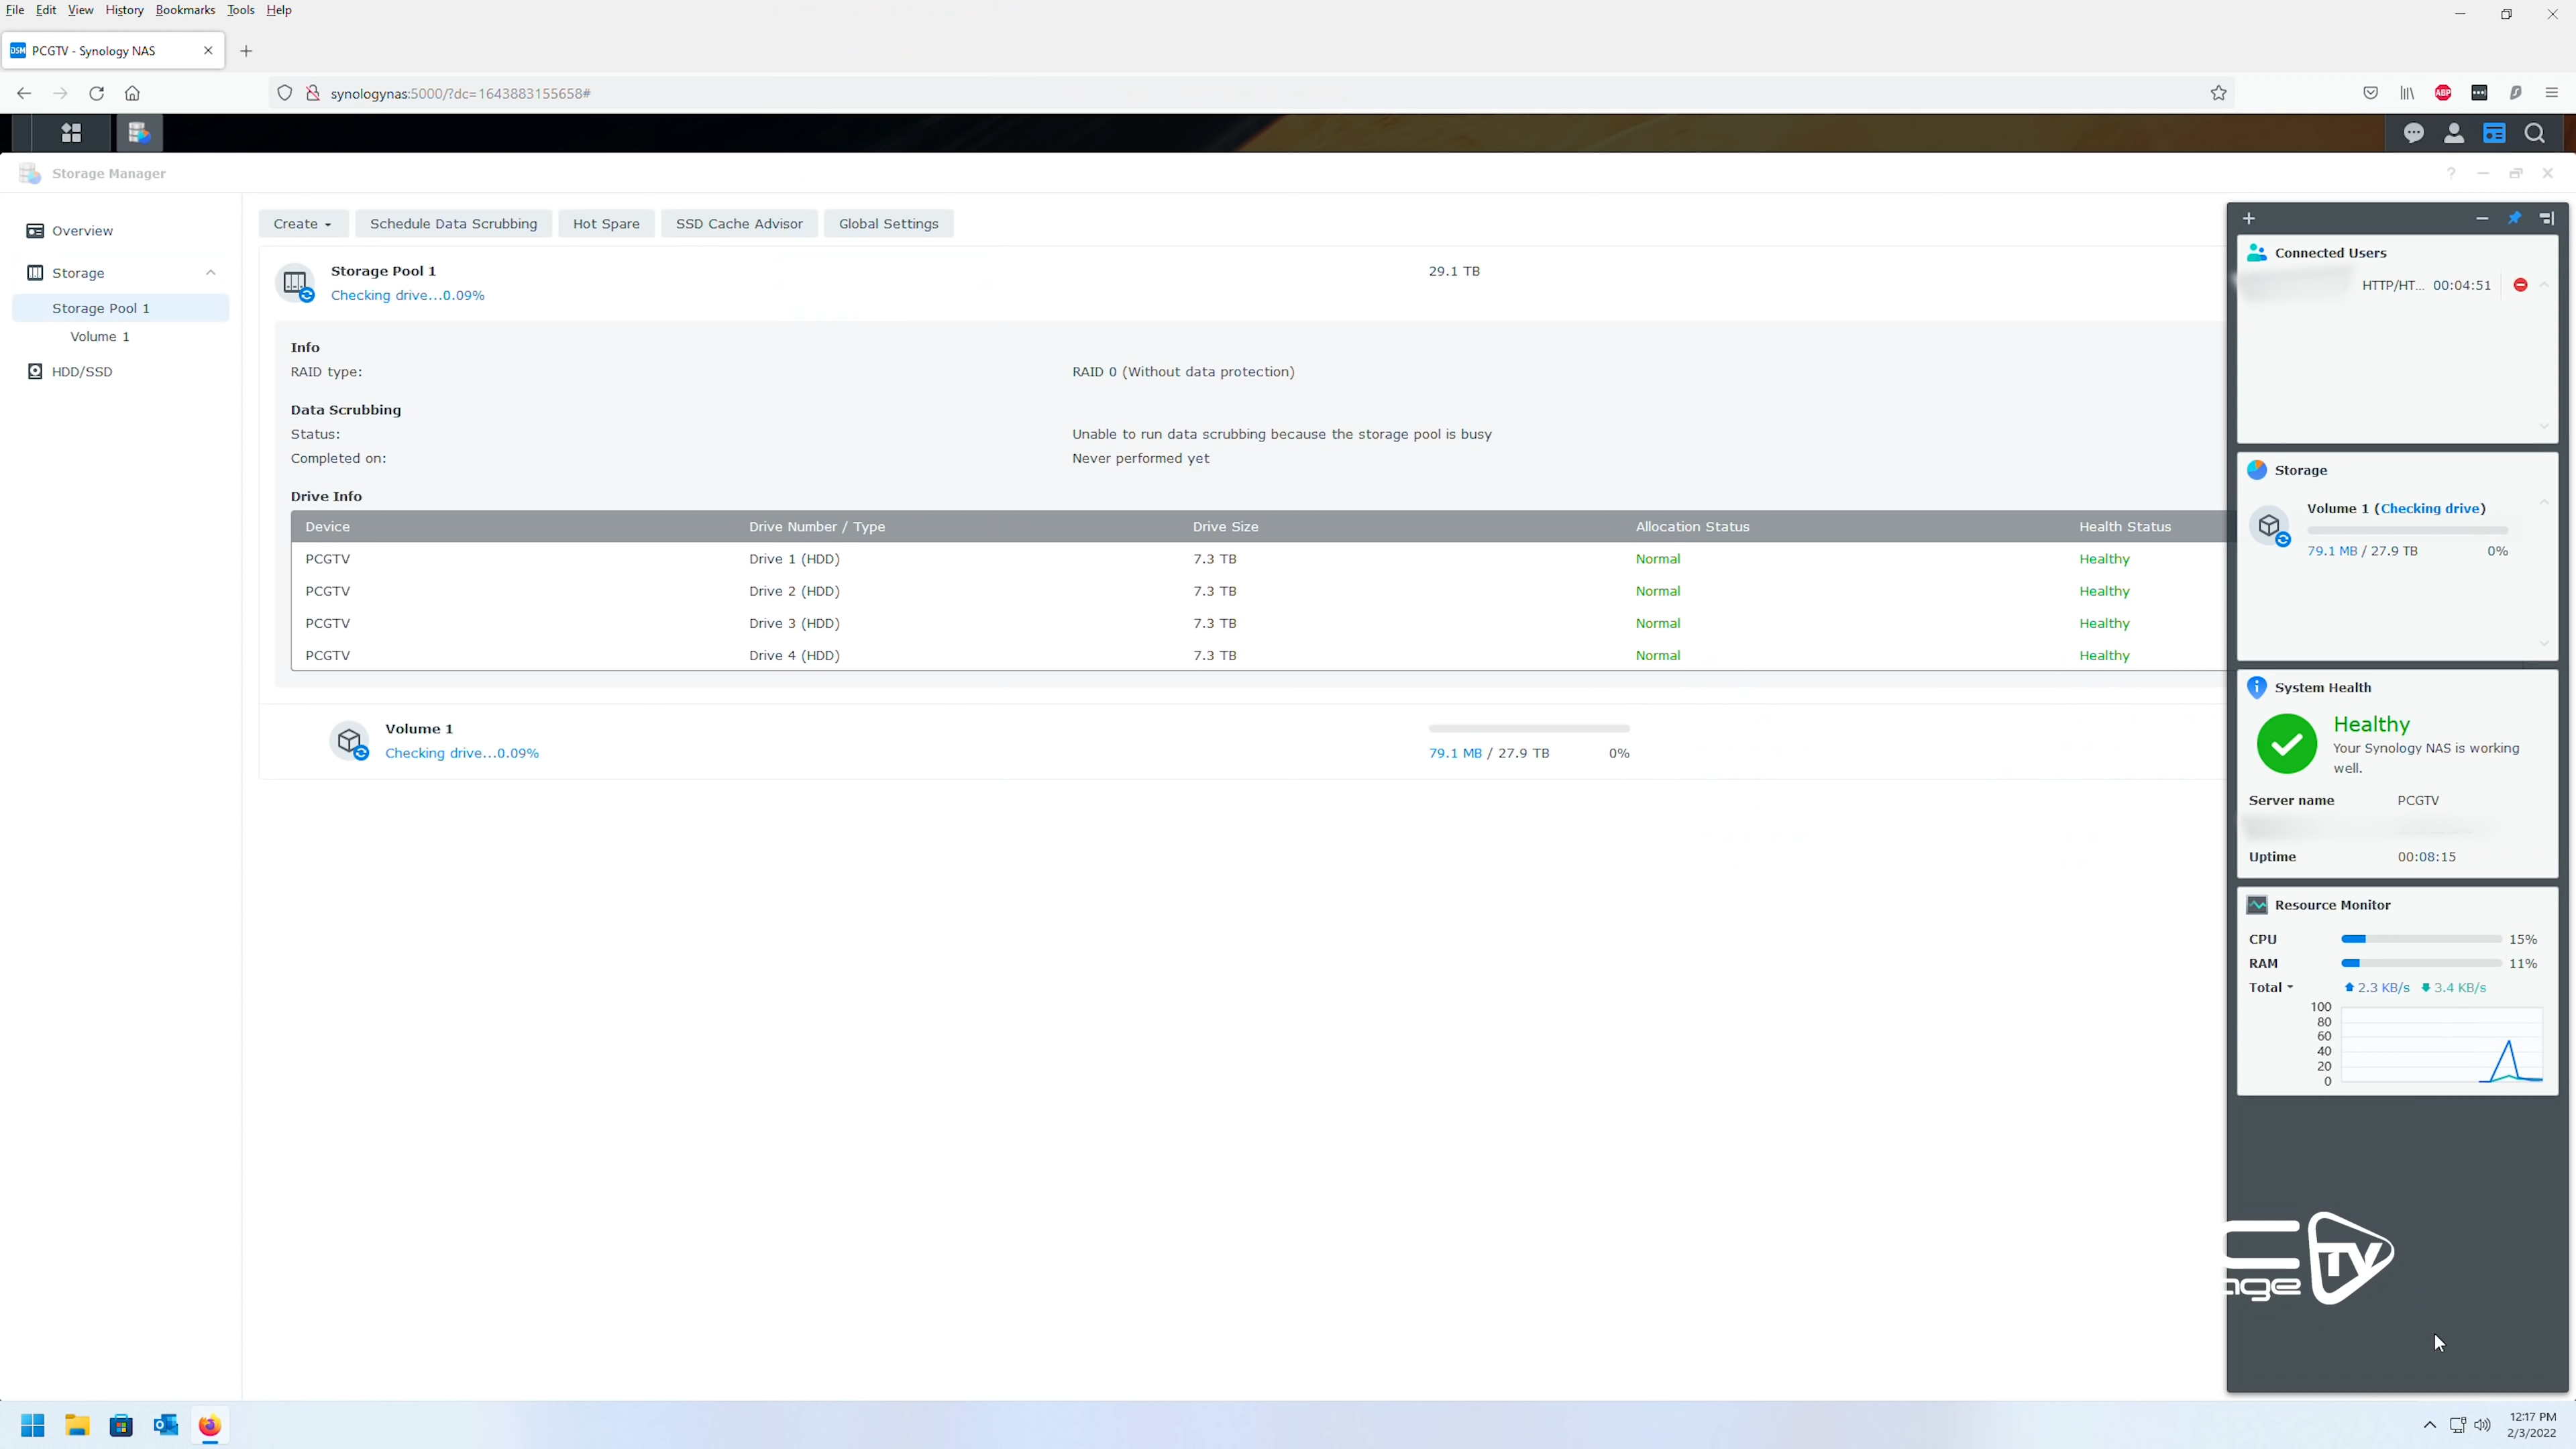 File Edit View History Bookmarks Tools Help
DSM PCGTV - Synology NAS
synologynas:5000/?dc=1643883155658#
ABP
Storage Manager
Overview
Storage
Storage Pool 1
Volume 1
HDD/SSD
Create Schedule Data Scrubbing Hot Spare SSD Cache Advisor Global Settings
Storage Pool 1 29.1 TB
Checking drive...0.09%
Info
RAID type: RAID 0 (Without data protection)
Data Scrubbing
Status: Unable to run data scrubbing because the storage pool is busy
Completed on: Never performed yet
Drive Info
Device Drive Number / Type Drive Size Allocation Status Health Status
PCGTV Drive 1 (HDD) 7.3 TB Normal Healthy
PCGTV Drive 2 (HDD) 7.3 TB Normal Healthy
PCGTV Drive 3 (HDD) 7.3 TB Normal Healthy
PCGTV Drive 4 (HDD) 7.3 TB Normal Healthy
Volume 1
Checking drive...0.09% 79.1 MB / 27.9 TB 0%
Connected Users
HTTP/HT... 00:04:51
Storage
Volume 1 (Checking drive)
79.1 MB / 27.9 TB 0%
System Health
Healthy
Your Synology NAS is working
well.
Server name PCGTV
Uptime 00:08:15
Resource Monitor
CPU 15%
RAM 11%
Total 2.3 KB/s 3.4 KB/s
100
80
60
40
20
0
TV
age
12:17 PM
2/3/2022